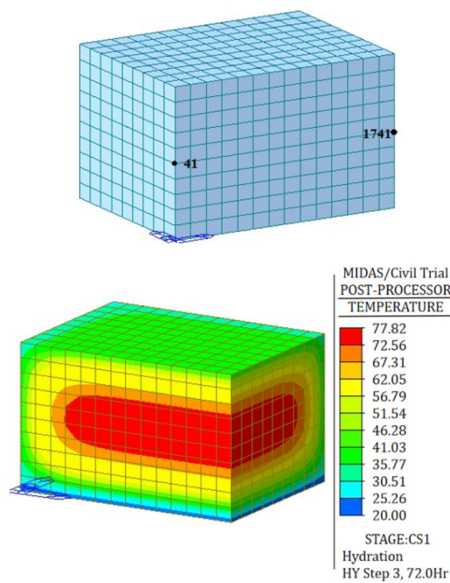 41
1741
MIDAS/Civil Trial
POST-PROCESSOR
TEMPERATURE
77.82
72.56
67.31
62.05
56.79
51.54
46.28
41.03
35.77
30.51
25.26
20.00
STAGE:CS1
Hydration
HY Step 3, 72.0Hr